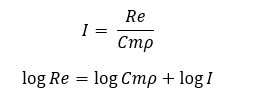 I = Re / Cmρ
log Re = log Cmρ + log I